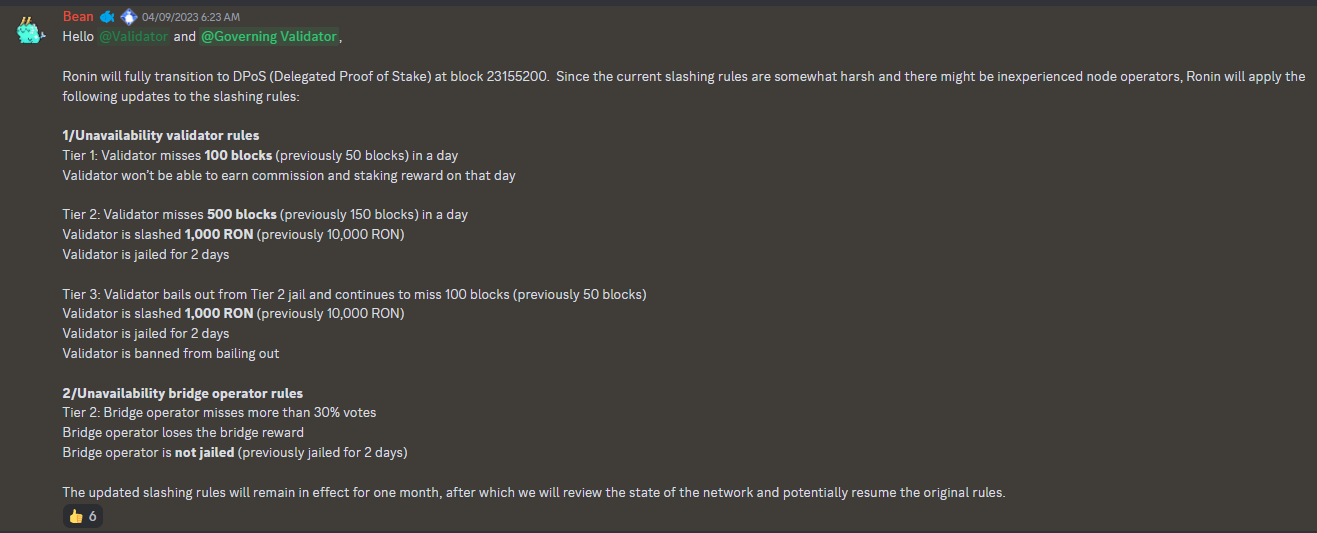 Bean 04/09/2023 6:23 AM
Hello @Validator and @Governing Validator,
Ronin will fully transition to DPoS (Delegated Proof of Stake) at block 23155200. Since the current slashing rules are somewhat harsh and there might be inexperienced node operators, Ronin will apply the
following updates to the slashing rules:
1/Unavailability validator rules
Tier 1: Validator misses 100 blocks (previously 50 blocks) in a day
Validator won't be able to earn commission and staking reward on that day
Tier 2: Validator misses 500 blocks (previously 150 blocks) in a day
Validator is slashed 1,000 RON (previously 10,000 RON)
Validator is jailed for 2 days
Tier 3: Validator bails out from Tier 2 jail and continues to miss 100 blocks (previously 50 blocks)
Validator is slashed 1,000 RON (previously 10,000 RON)
Validator is jailed for 2 days
Validator is banned from bailing out
2/Unavailability bridge operator rules
Tier 2: Bridge operator misses more than 30% votes
Bridge operator loses the bridge reward
Bridge operator is not jailed (previously jailed for 2 days)
The updated slashing rules will remain in effect for one month, after which we will review the state of the network and potentially resume the original rules.
👍 6